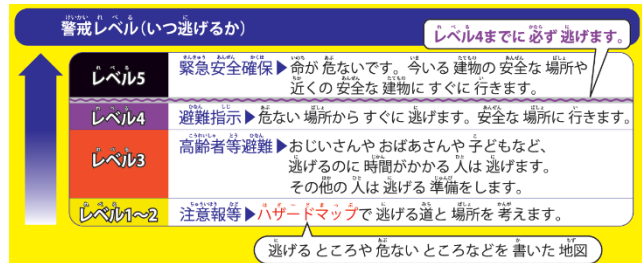 警戒レベル(いつ逃げるか)
レベル4までに必ず逃げます。
レベル5
緊急安全確保▶命が危ないです。今いる建物の安全な場所や
近くの安全な建物にすぐに行きます。
レベル4
避難指示▶危ない場所からすぐに逃げます。安全な場所に行きます。
レベル3
高齢者等避難▶おじいさんやおばあさんや子どもなど、
逃げるのに時間がかかる人は逃げます。
その他の人は逃げる準備をします。
レベル1~2
注意報等▶ハザードマップで逃げる道と場所を考えます。
逃げるところや危ないところなどを書いた地図